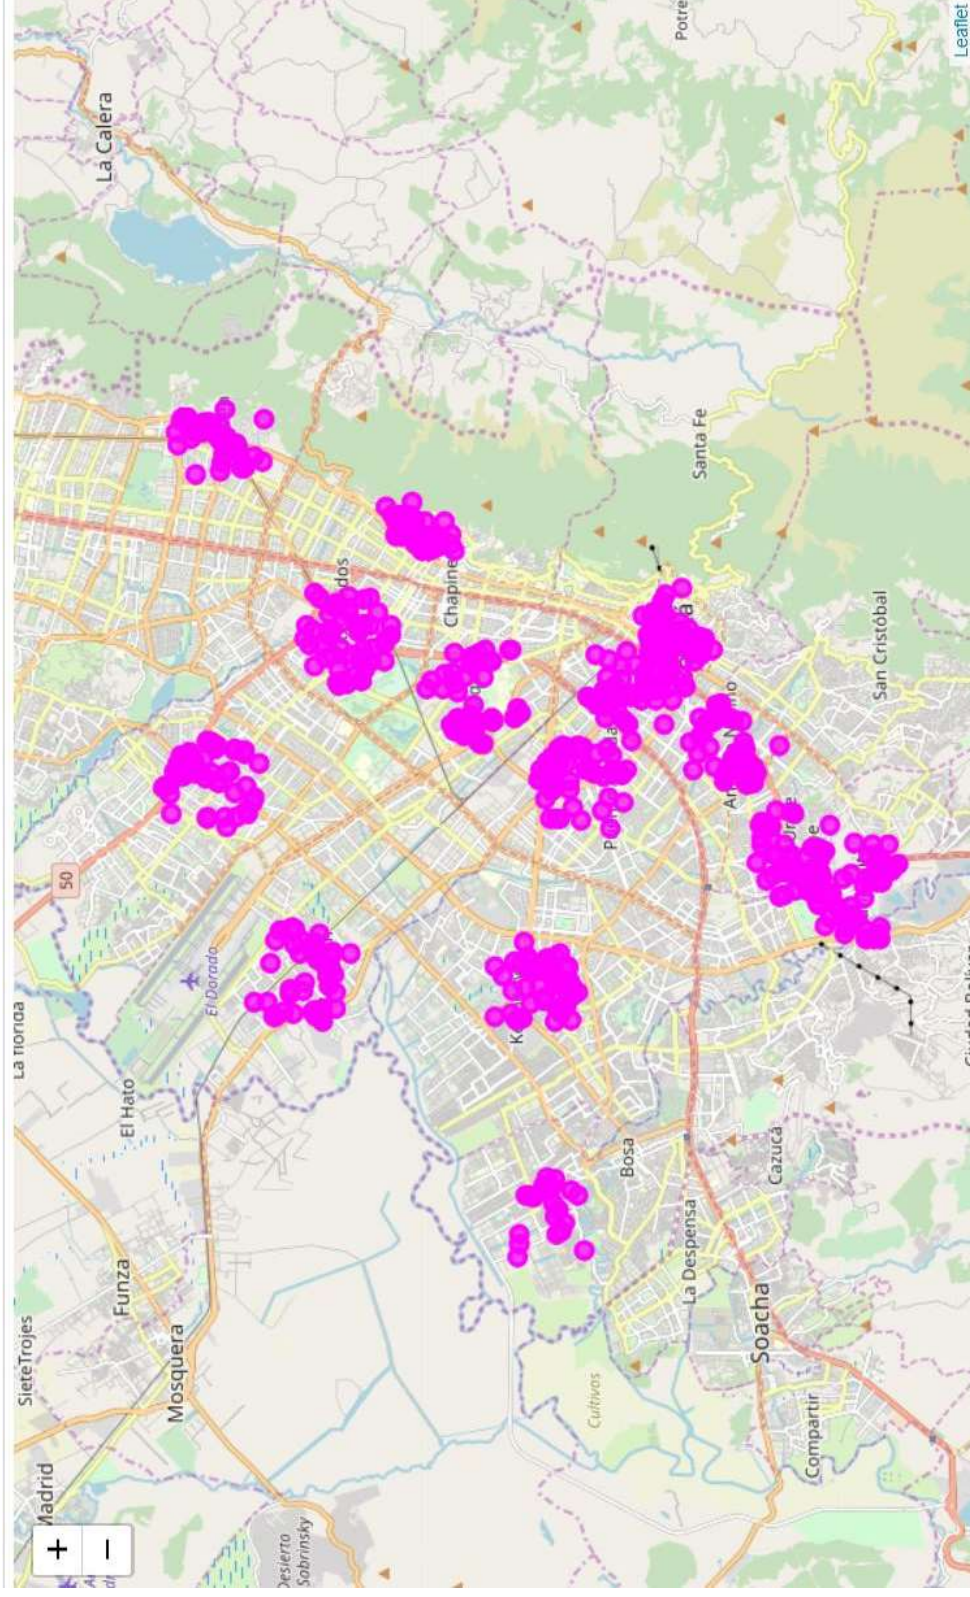 Leaflet
Potre
La Calera
Santa Fe
San Cristóbal
Chapine
dos
50
El Dorado
La florida
El Hato
Bosa
Cazucá
La Despensa
Funza
SieteTrojes
Mosquera
Soacha
Cultivos
Compartir
Madrid
Desierto
Sobrinsky
+
−